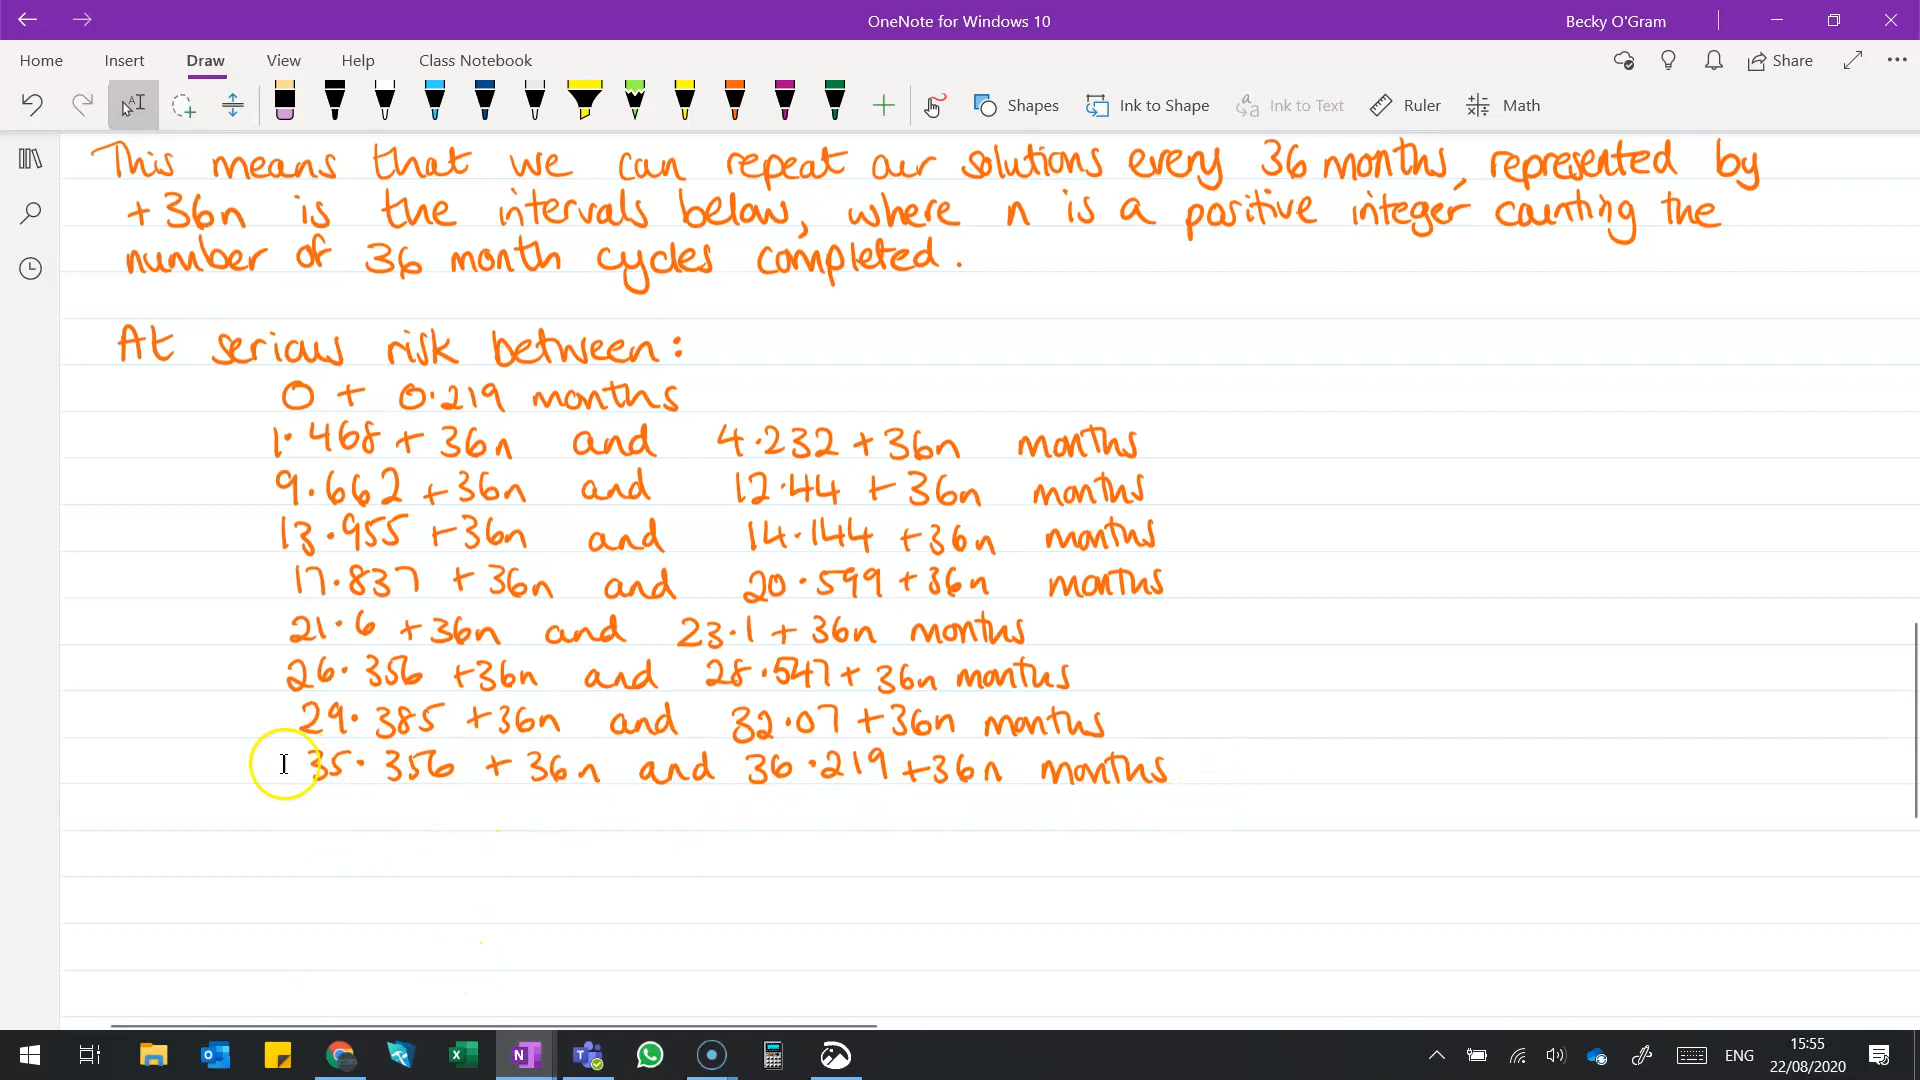 OneNote for Windows 10
Becky O'Gram
Home Insert Draw View Help Class Notebook
Share
Shapes Ink to Shape Ink to Text Ruler Math
This means that we can repeat our solutions every 36 months, represented by
+36n is the intervals below, where n is a positive integer counting the
number of 36 month cycles completed.
At serious risk between:
0 + 0.219 months
1.468 + 36n and 4.232 + 36n months
9.662 + 36n and 12.44 + 36n months
13.955 + 36n and 14.144 + 36n months
17.837 + 36n and 20.599 + 36n months
21.6 + 36n and 23.1 + 36n months
26.356 + 36n and 28.547 + 36n months
29.385 + 36n and 32.07 + 36n months
35.356 + 36n and 36.219 + 36n months
ENG
15:55
22/08/2020